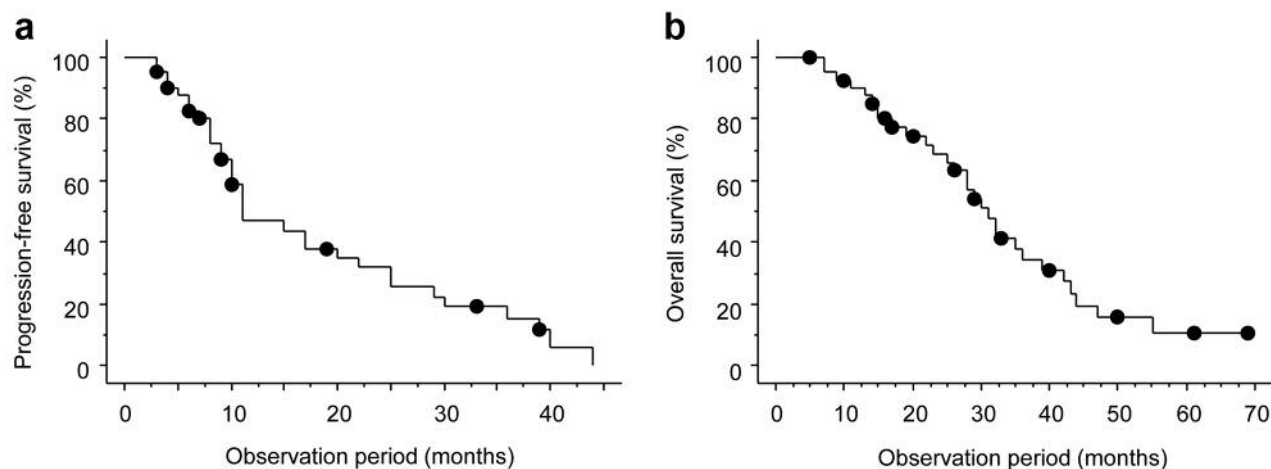 a
Progression-free survival (%)
100
80
60
40
20
0
0 10 20 30 40
Observation period (months)
b
Overall survival (%)
100
80
60
40
20
0
0 10 20 30 40 50 60 70
Observation period (months)